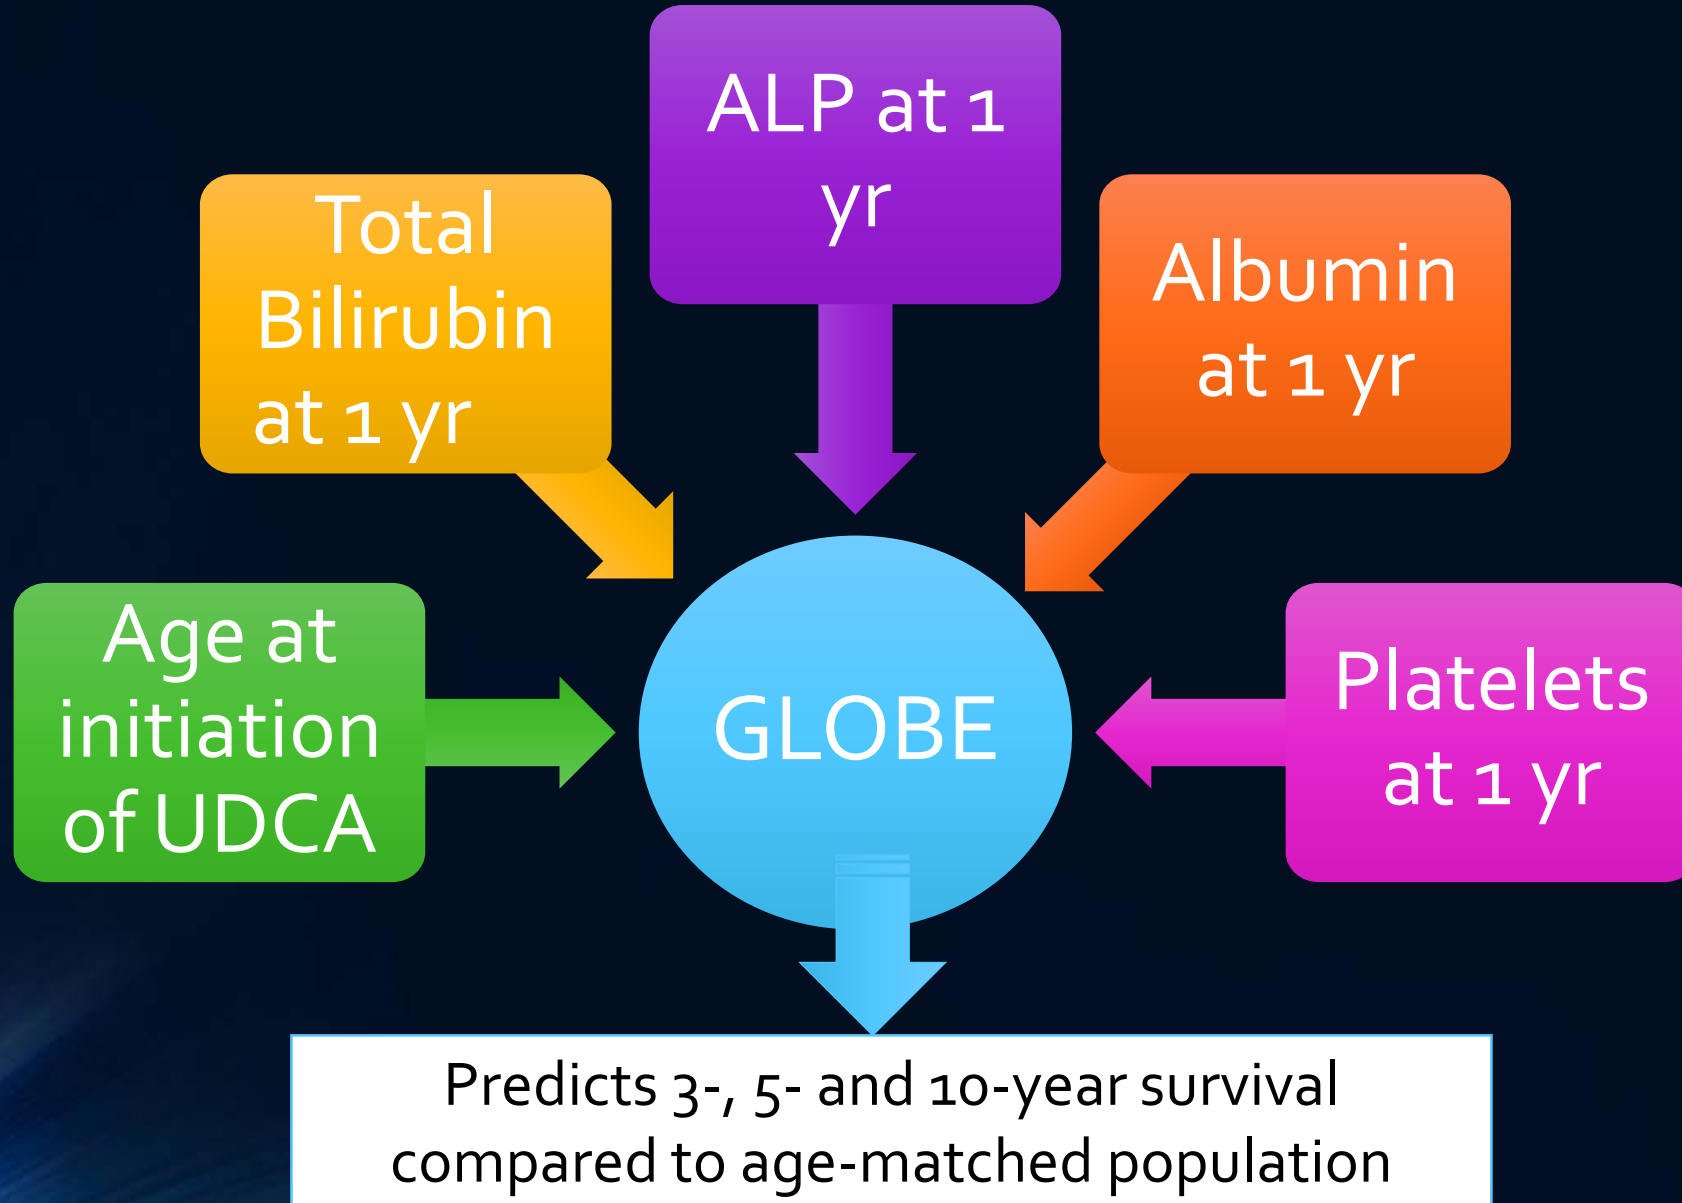 ALP at 1
yr
Total
Bilirubin
at 1 yr
Albumin
at 1 yr
Age at
initiation
of UDCA
GLOBE
Platelets
at 1 yr
Predicts 3-, 5- and 10-year survival
compared to age-matched population